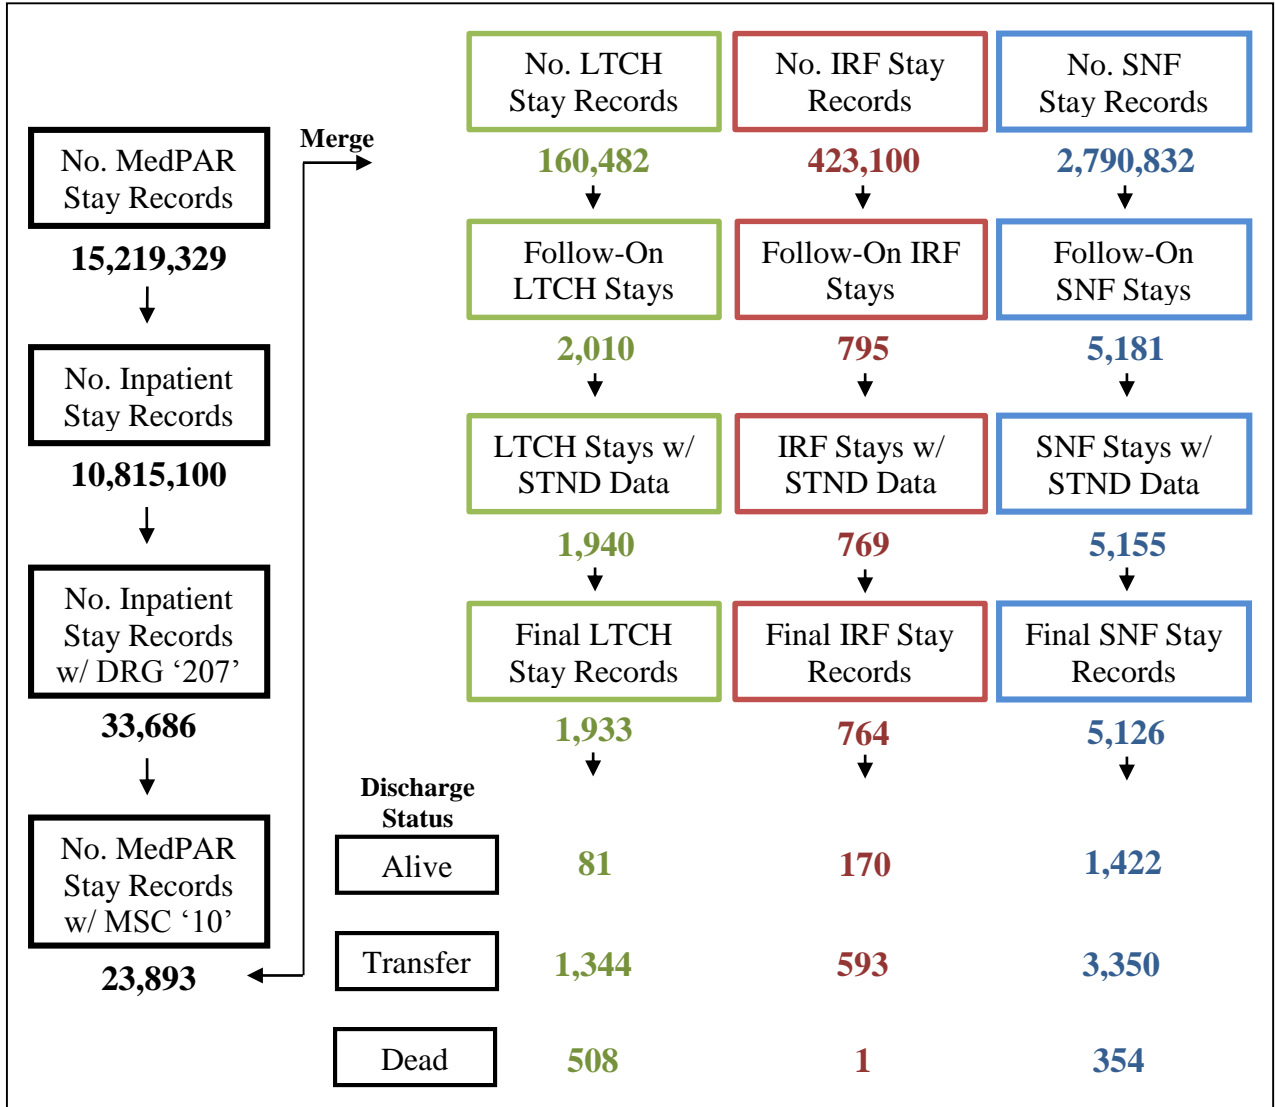 No. MedPAR
Stay Records
15,219,329
No. Inpatient
Stay Records
10,815,100
No. Inpatient
Stay Records
w/ DRG ‘207’
33,686
No. MedPAR
Stay Records
w/ MSC ‘10’
23,893
Merge
No. LTCH
Stay Records
160,482
Follow-On
LTCH Stays
2,010
LTCH Stays w/
STND Data
1,940
Final LTCH
Stay Records
1,933
No. IRF Stay
Records
423,100
Follow-On IRF
Stays
795
IRF Stays w/
STND Data
769
Final IRF Stay
Records
764
No. SNF
Stay Records
2,790,832
Follow-On
SNF Stays
5,181
SNF Stays w/
STND Data
5,155
Final SNF Stay
Records
5,126
Discharge
Status
Alive 81 170 1,422
Transfer 1,344 593 3,350
Dead 508 1 354